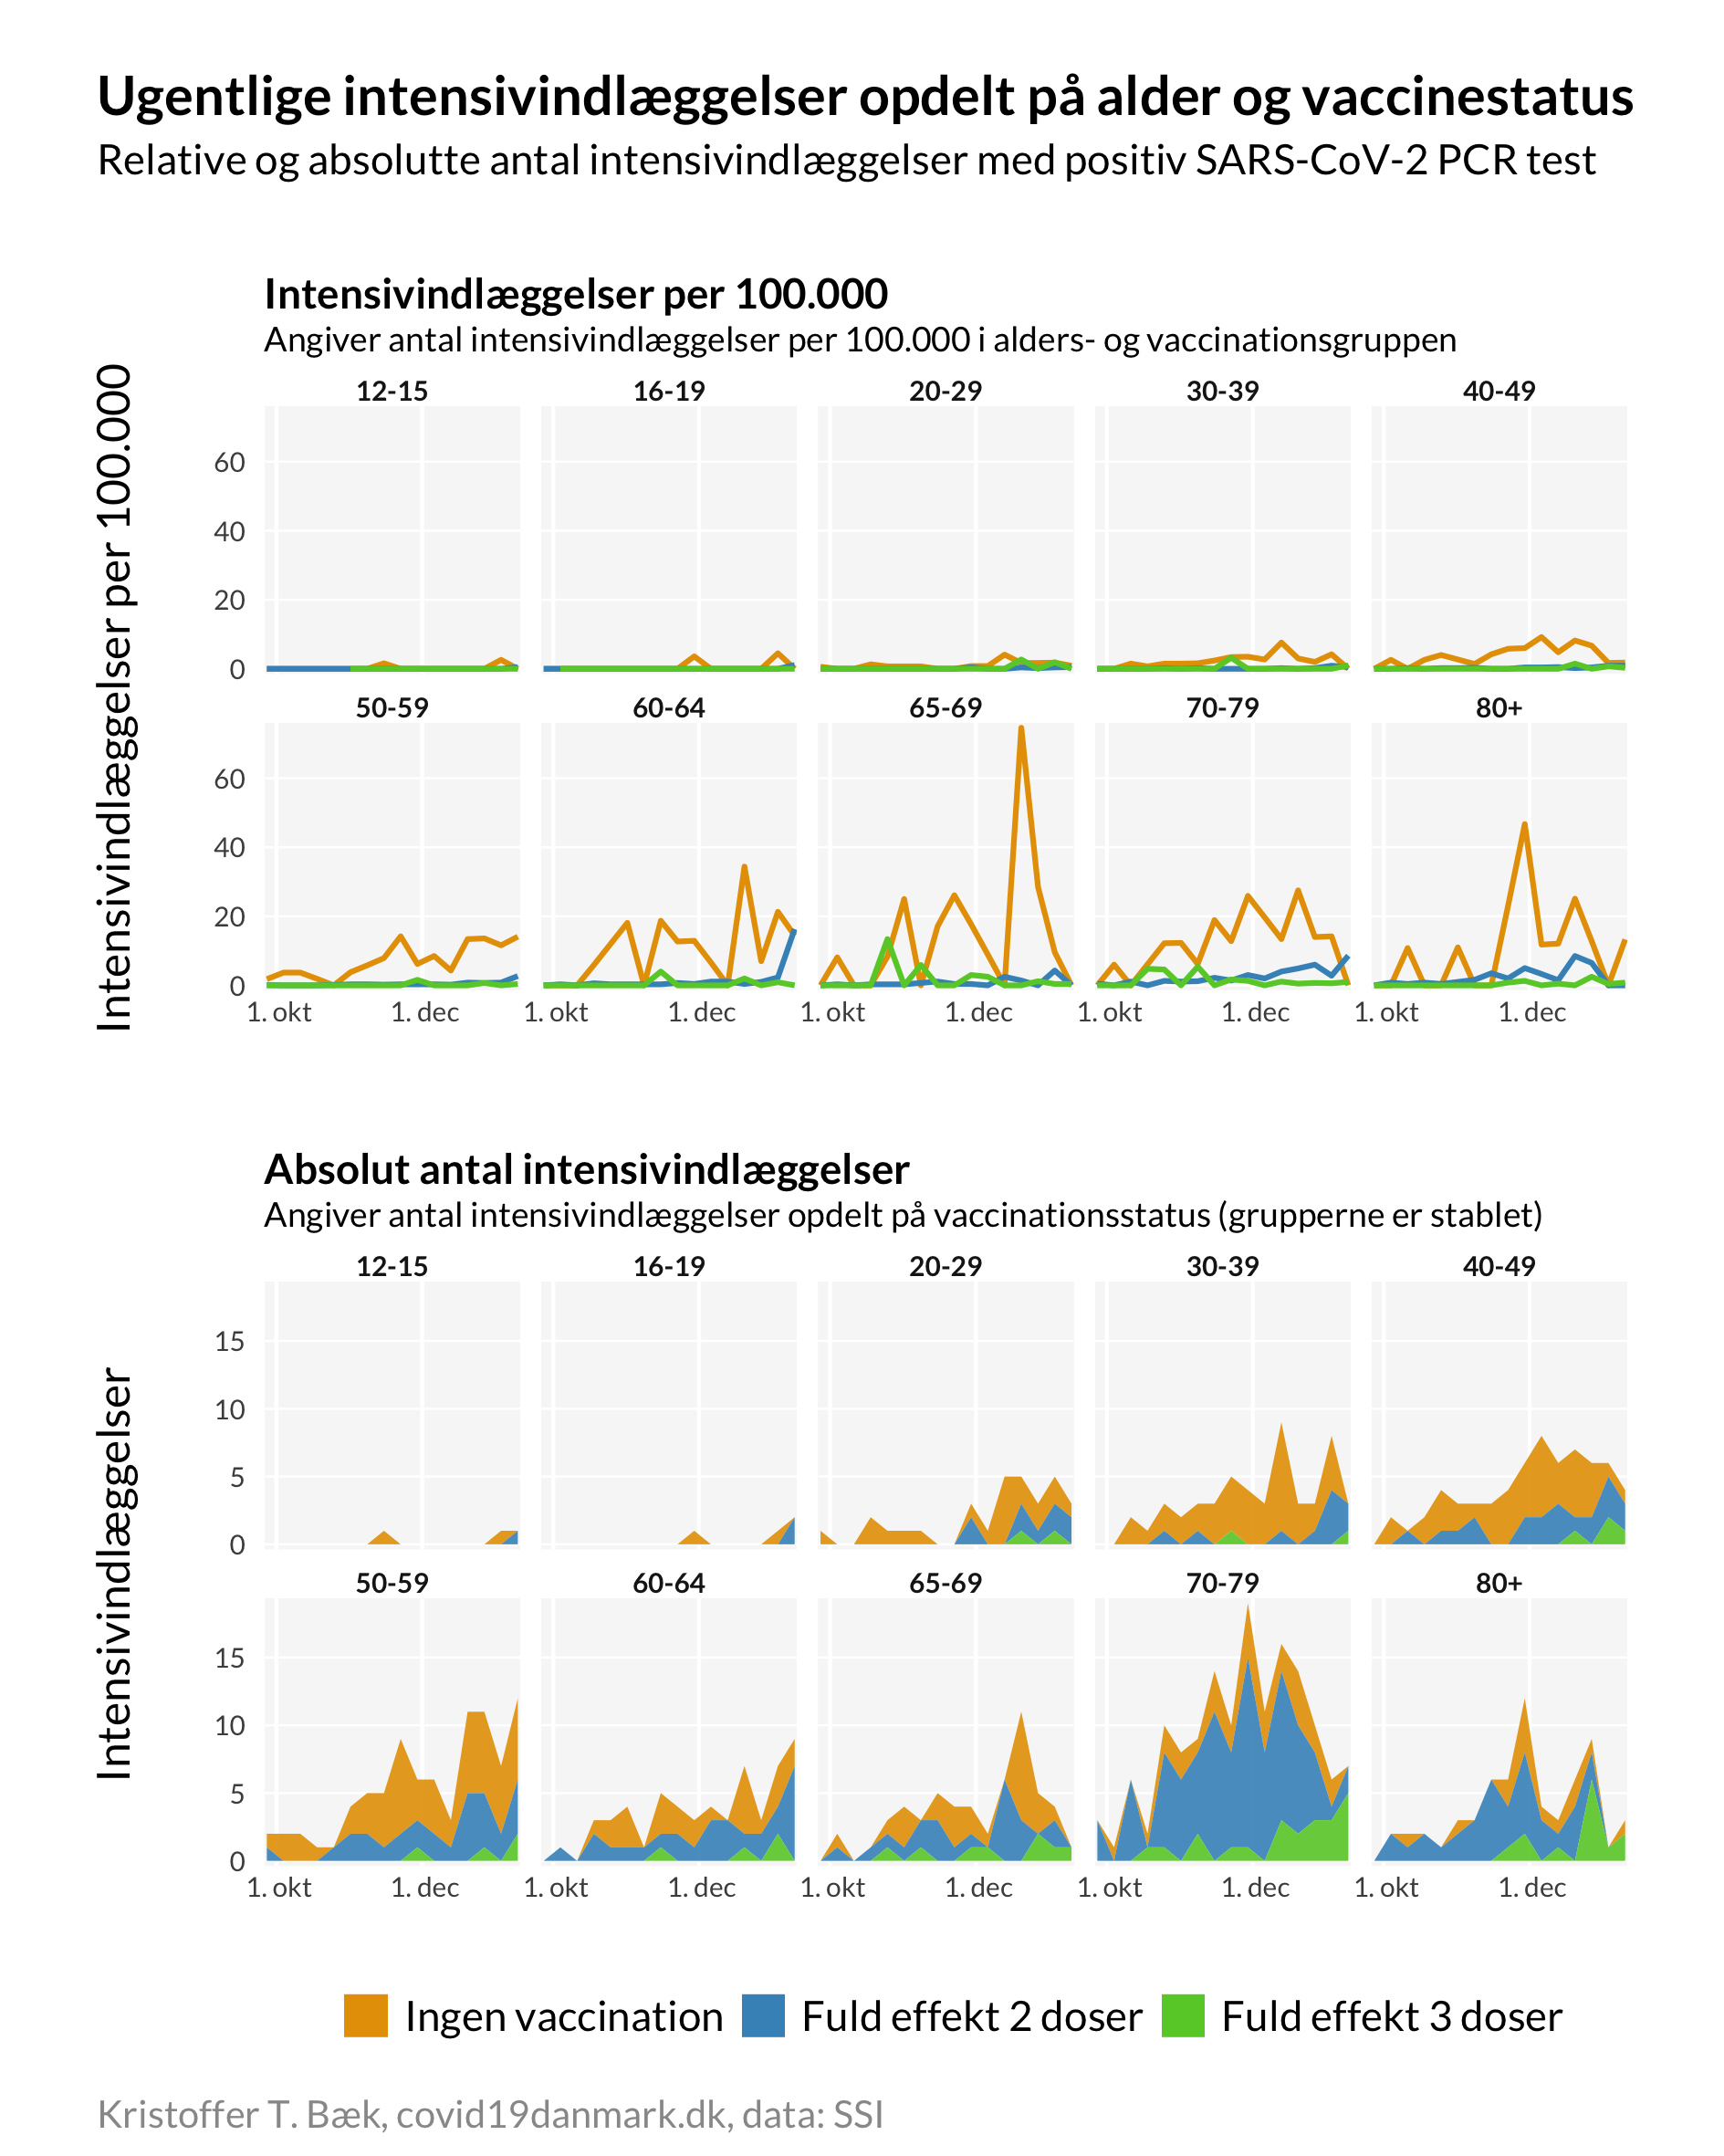 Ugentlige intensivindlæggelser opdelt på alder og vaccinestatus
Relative og absolutte antal intensivindlæggelser med positiv SARS-CoV-2 PCR test
Intensivindlæggelser per 100.000
Angiver antal intensivindlæggelser per 100.000 i alders- og vaccinationsgruppen
Intensivindlæggelser per 100.000
12-15 16-19 20-29 30-39 40-49
60
40
20
0
50-59 60-64 65-69 70-79 80+
60
40
20
0
1. okt 1. dec 1. okt 1. dec 1. okt 1. dec 1. okt 1. dec 1. okt 1. dec
Absolut antal intensivindlæggelser
Angiver antal intensivindlæggelser opdelt på vaccinationsstatus (grupperne er stablet)
Intensivindlæggelser
12-15 16-19 20-29 30-39 40-49
15
10
5
0
50-59 60-64 65-69 70-79 80+
15
10
5
0
1. okt 1. dec 1. okt 1. dec 1. okt 1. dec 1. okt 1. dec 1. okt 1. dec
Ingen vaccination Fuld effekt 2 doser Fuld effekt 3 doser
Kristoffer T. Bæk, covid19danmark.dk, data: SSI